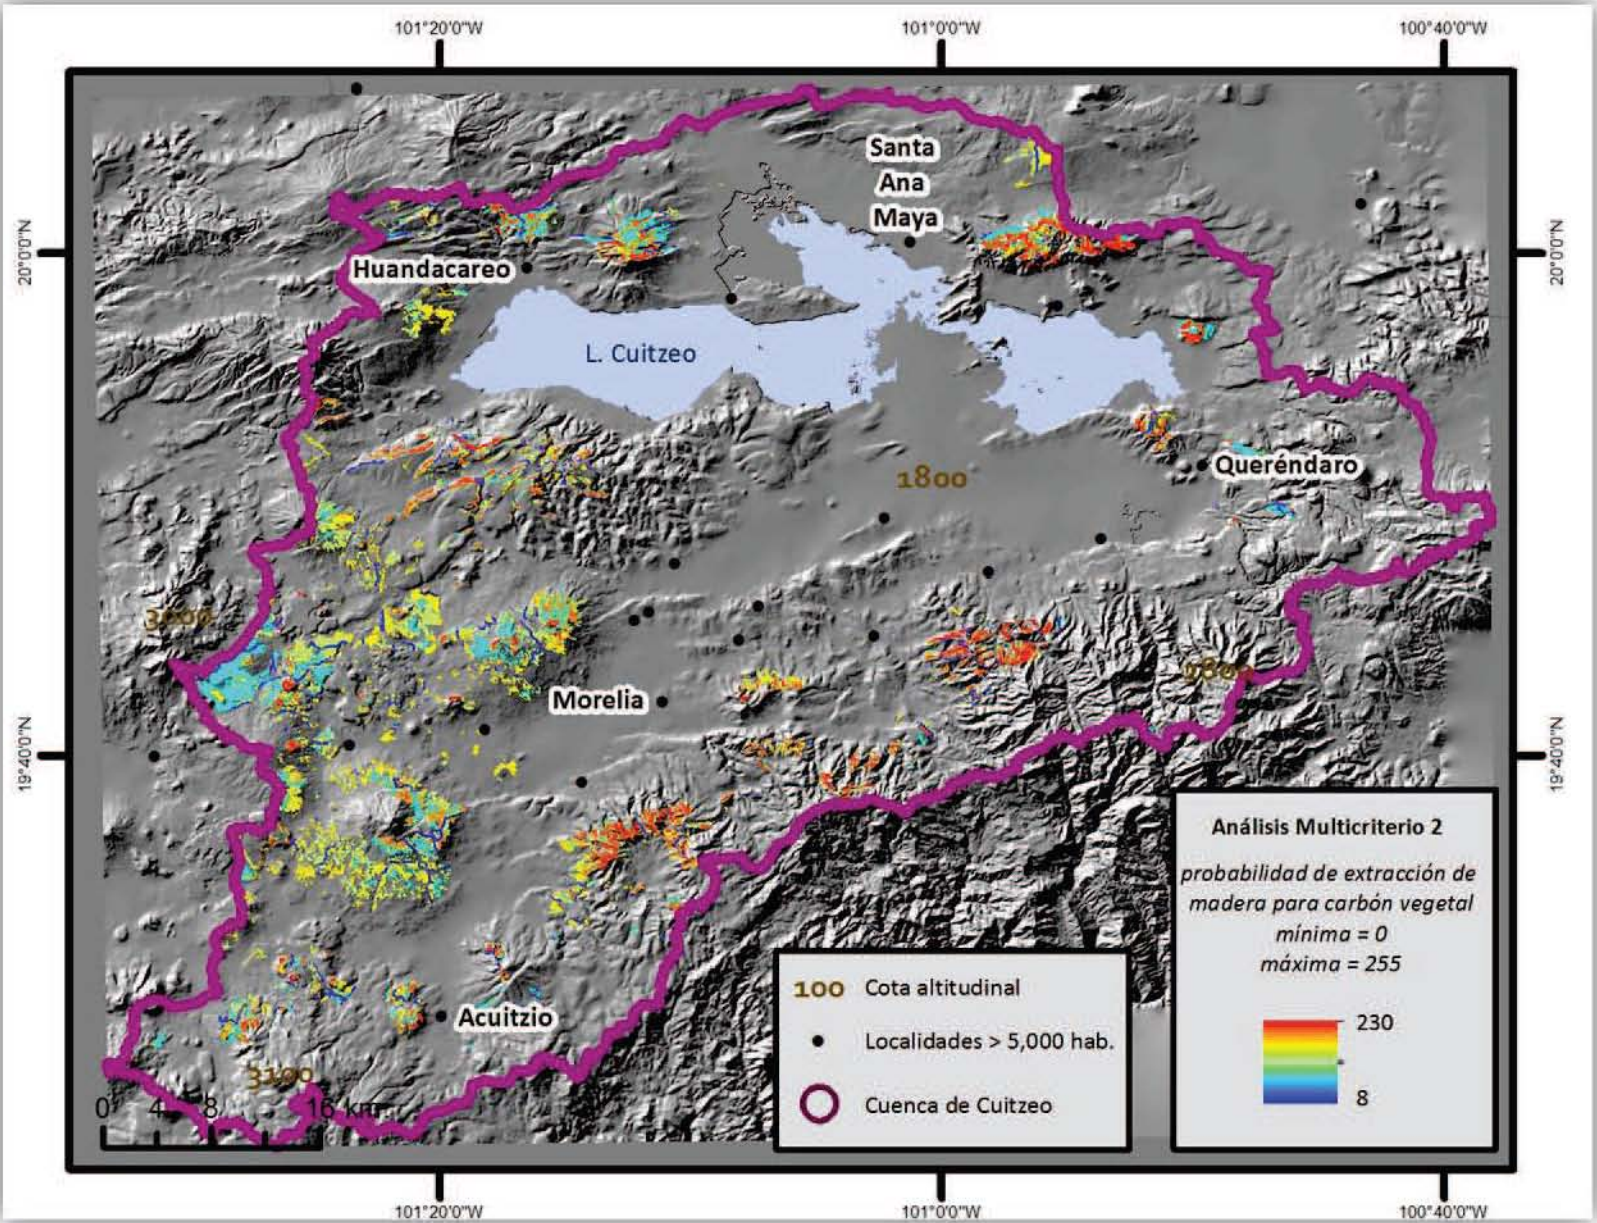 101°20'0"W
101°00'0"W
100°40'0"W
20°0'0"N
20°0'0"N
19°40'0"N
19°40'0"N
Santa
Ana
Maya
Huandacareo
L. Cuitzeo
1800
Queréndaro
3000
Morelia
Acuitzio
3100
0 4 8 16 km
Análisis Multicriterio 2
probabilidad de extracción de
madera para carbón vegetal
mínima = 0
máxima = 255
230
8
100 Cota altitudinal
Localidades > 5,000 hab.
Cuenca de Cuitzeo
101°20'0"W
101°00'0"W
100°40'0"W